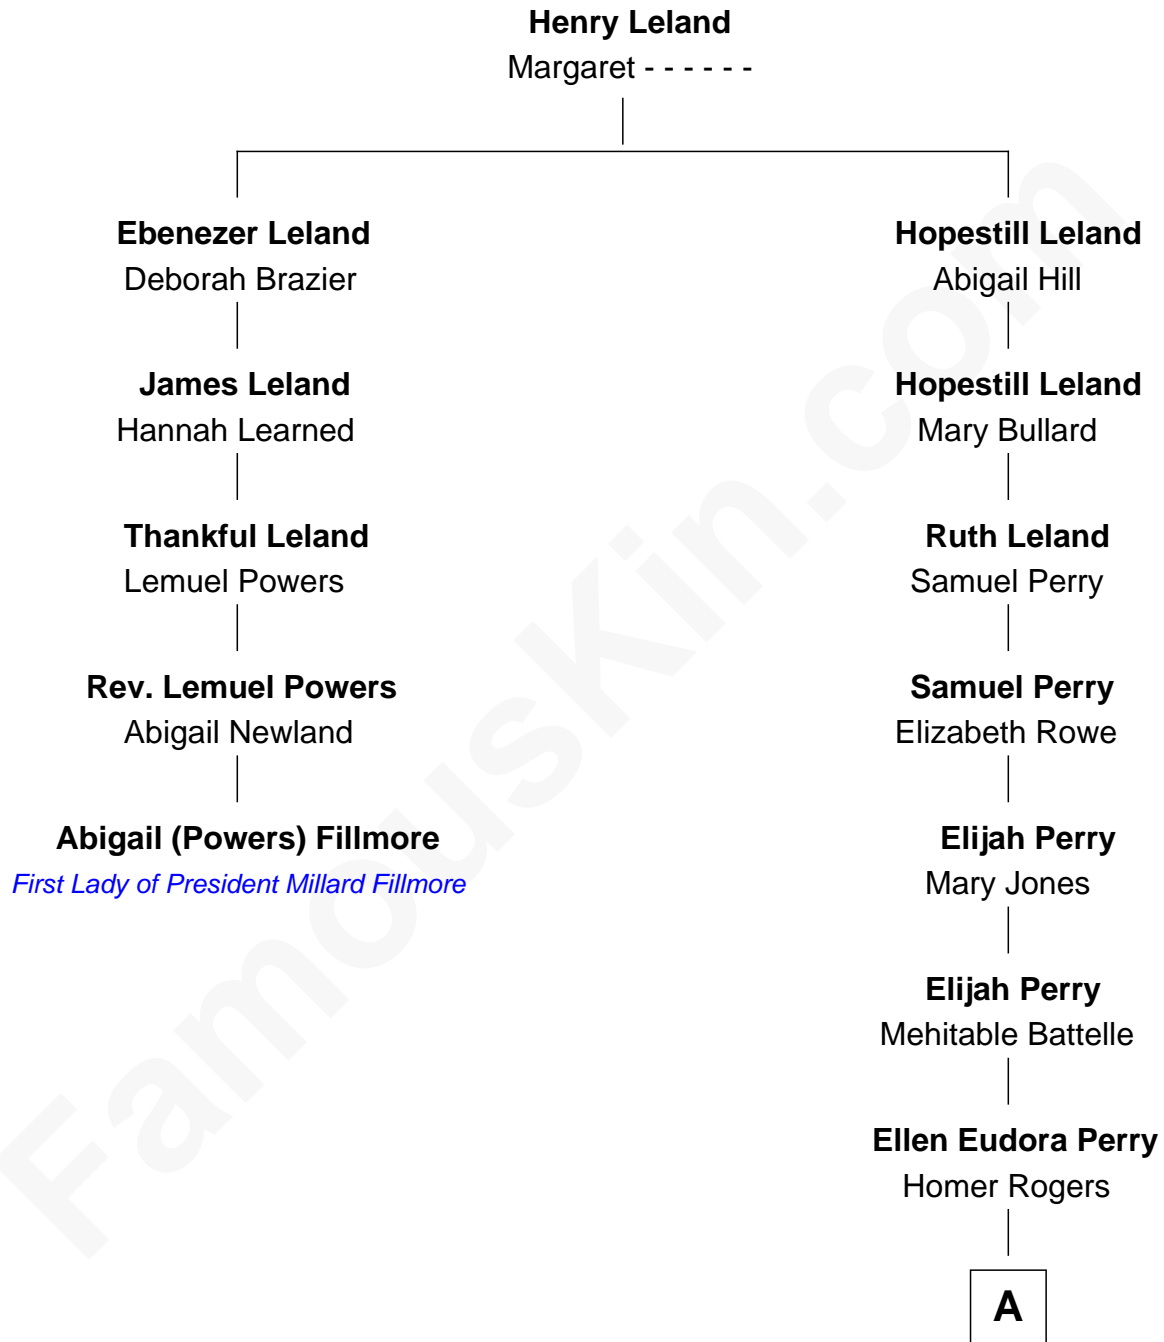 Henry Leland
Margaret - - - - - -
Ebenezer Leland
Deborah Brazier
Hopestill Leland
Abigail Hill
James Leland
Hannah Learned
Hopestill Leland
Mary Bullard
Thankful Leland
Lemuel Powers
Ruth Leland
Samuel Perry
Rev. Lemuel Powers
Abigail Newland
Samuel Perry
Elizabeth Rowe
Abigail (Powers) Fillmore
First Lady of President Millard Fillmore
Elijah Perry
Mary Jones
Elijah Perry
Mehitable Battelle
Ellen Eudora Perry
Homer Rogers
A
FamousKin.com